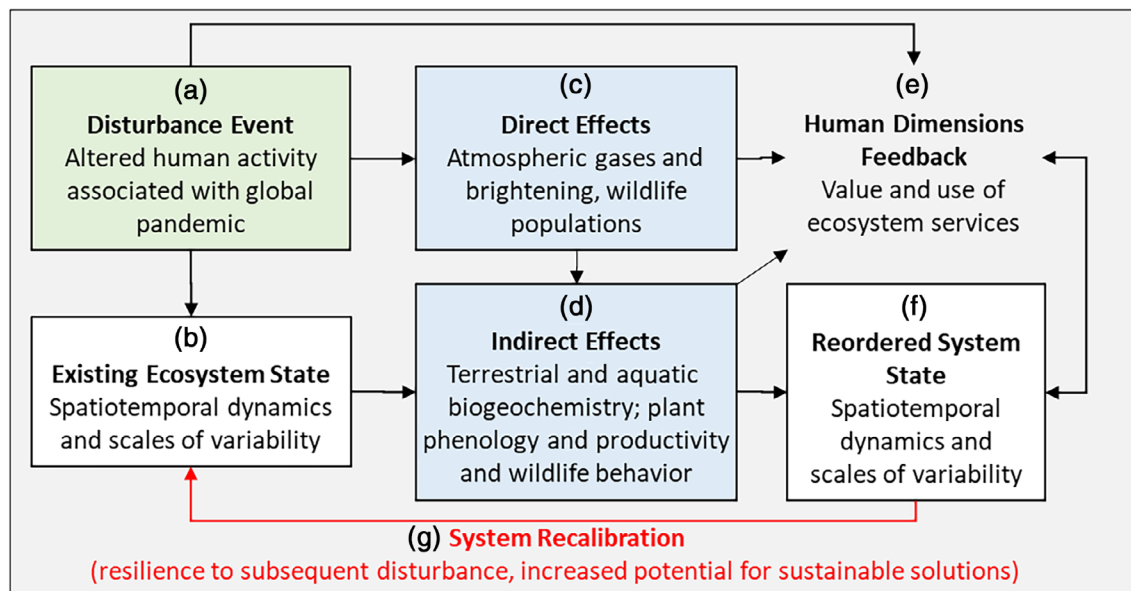 (a)
Disturbance Event
Altered human activity
associated with global
pandemic
(c)
Direct Effects
Atmospheric gases and
brightening, wildlife
populations
(e)
Human Dimensions
Feedback
Value and use of
ecosystem services
(b)
Existing Ecosystem State
Spatiotemporal dynamics
and scales of variability
(d)
Indirect Effects
Terrestrial and aquatic
biogeochemistry; plant
phenology and productivity
and wildlife behavior
(f)
Reordered System
State
Spatiotemporal
dynamics and
scales of variability
(g) System Recalibration
(resilience to subsequent disturbance, increased potential for sustainable solutions)